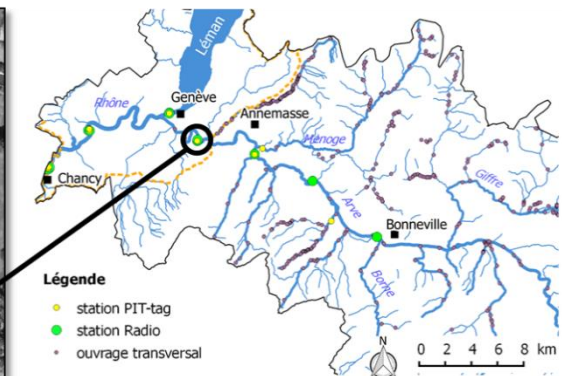 Léman
Rhône
Genève
Annemasse
Menoge
Chancy
Giffre
Arve
Bonneville
Borne
Légende
station PIT-tag
station Radio
ouvrage transversal
N
0 2 4 6 8 km